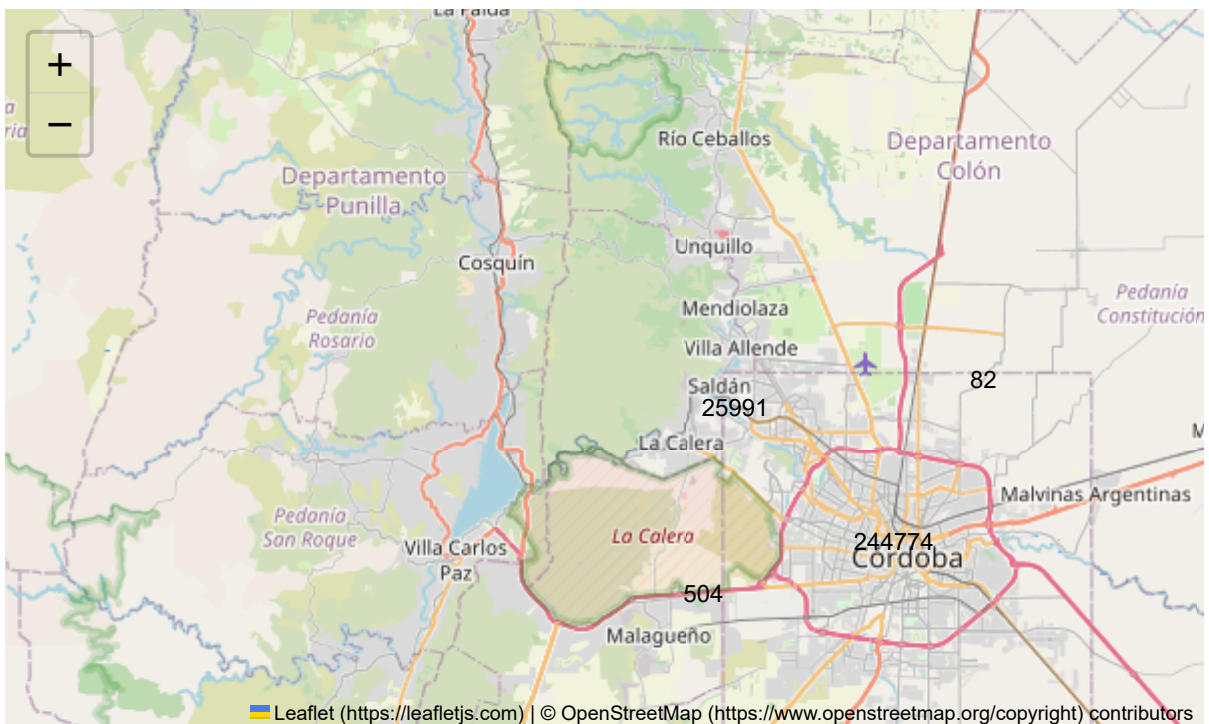 La Falda
+
−
Río Ceballos
Departamento
Colón
Departamento
Punilla
Unquillo
Cosquín
Pedanía
Constitución
Mendiolaza
Pedanía
Rosario
Villa Allende
82
Saldán
25991
La Calera
Malvinas Argentinas
Pedanía
San Roque
La Calera
244774
Córdoba
Villa Carlos
Paz
504
Malagueño
Leaflet (https://leafletjs.com) | © OpenStreetMap (https://www.openstreetmap.org/copyright) contributors